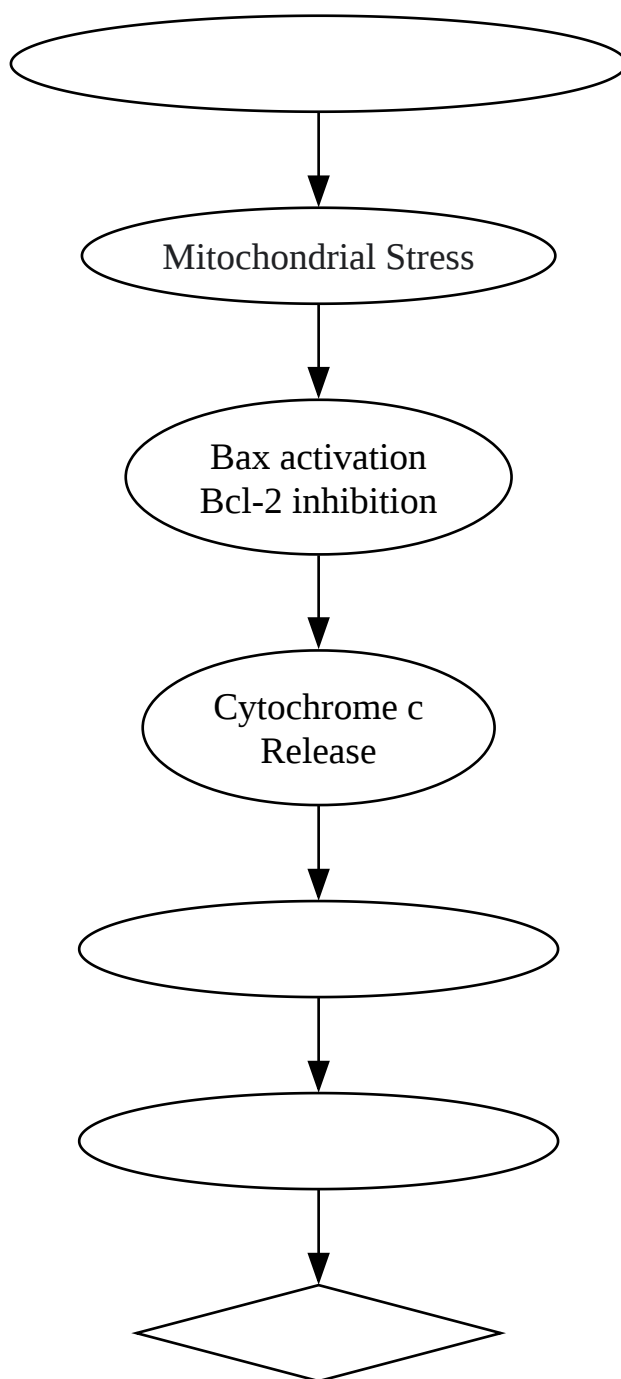 Mitochondrial Stress
Bax activation
Bcl-2 inhibition
Cytochrome c
Release